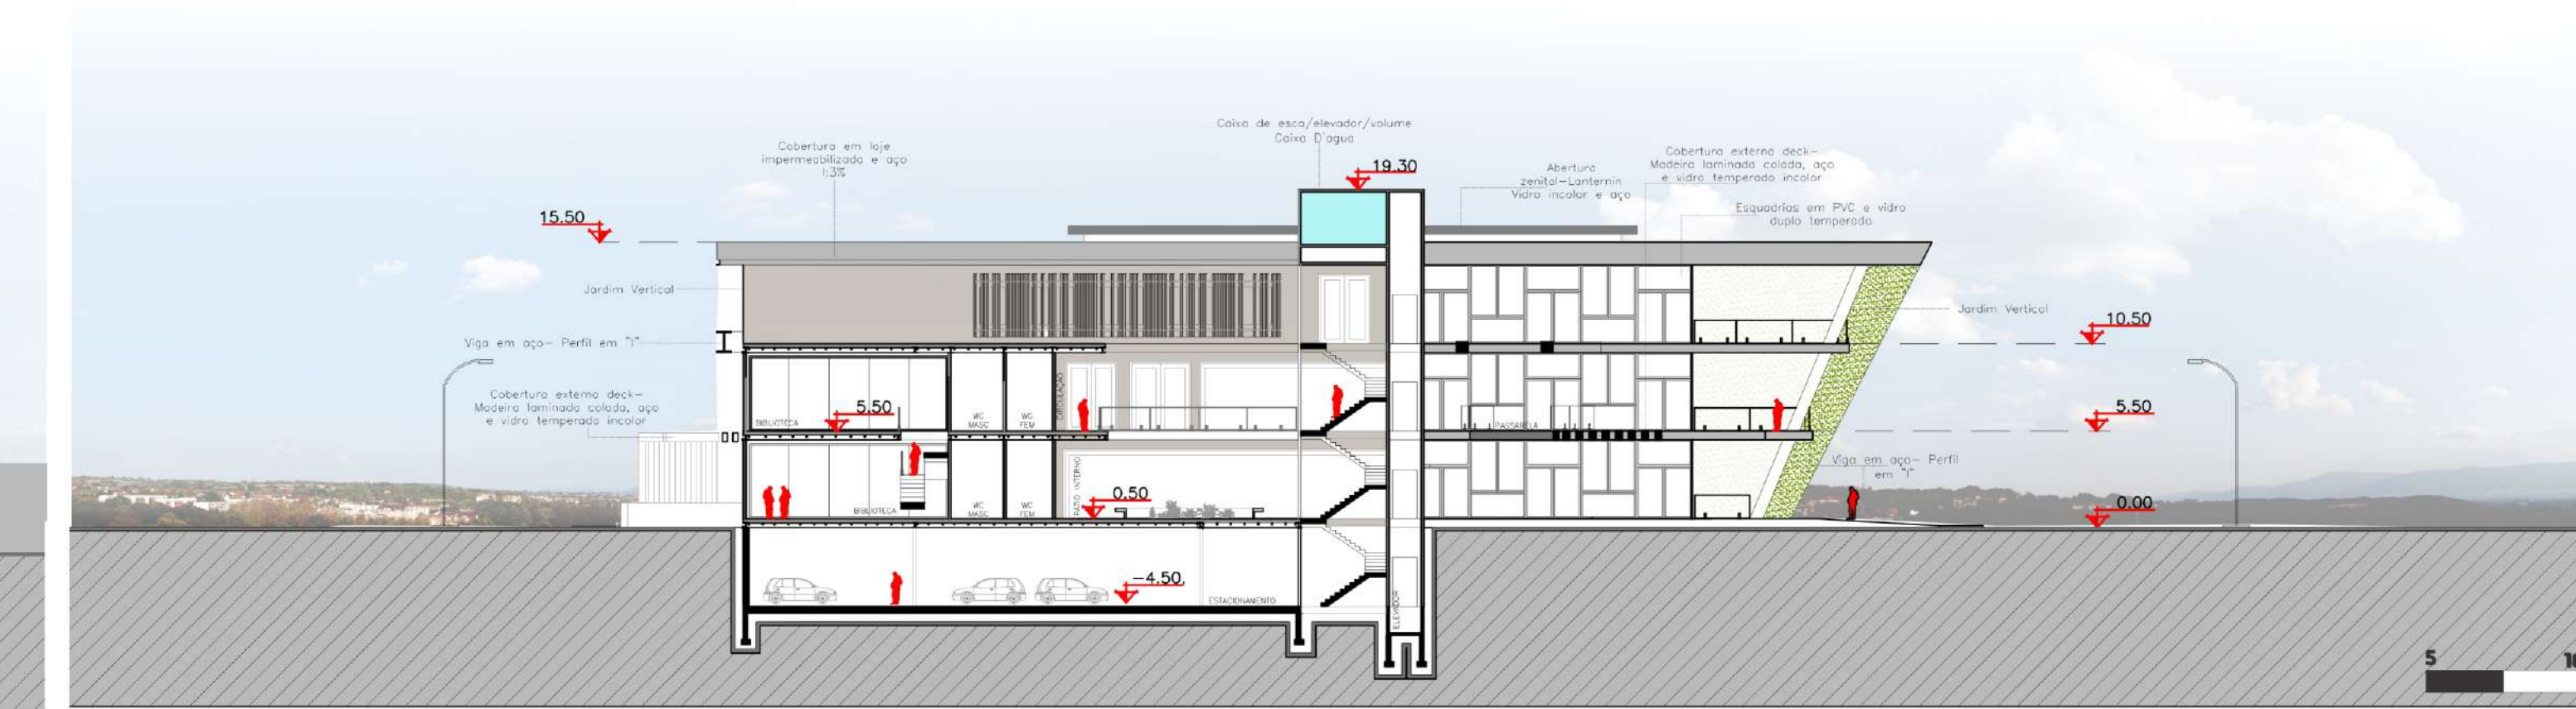 Caixa de esca/elevador/volume
Caixa D'agua
19.30
Cobertura em laje
impermeabilizada e aço
I:3%
Abertura
zenital-Lanternin
Vidro incolor e aço
Cobertura externa deck-
Madeira laminada colada, aço
e vidro temperado incolor
Esquadrias em PVC e vidro
duplo temperado
15.50
Jardim Vertical
Jardim Vertical
10.50
Viga em aço- Perfil em "I"
Cobertura externa deck-
Madeira laminada colada, aço
e vidro temperado incolor
5.50
BIBLIOTECA
WC
MASC
WC
FEM
CIRCULAÇÃO
PASSARELA
5.50
Viga em aço- Perfil
em "I"
BIBLIOTECA
WC
MASC
WC
FEM
PATIO INTERNO
0.50
0.00
-4.50
ESTACIONAMENTO
ELEVADOR
5